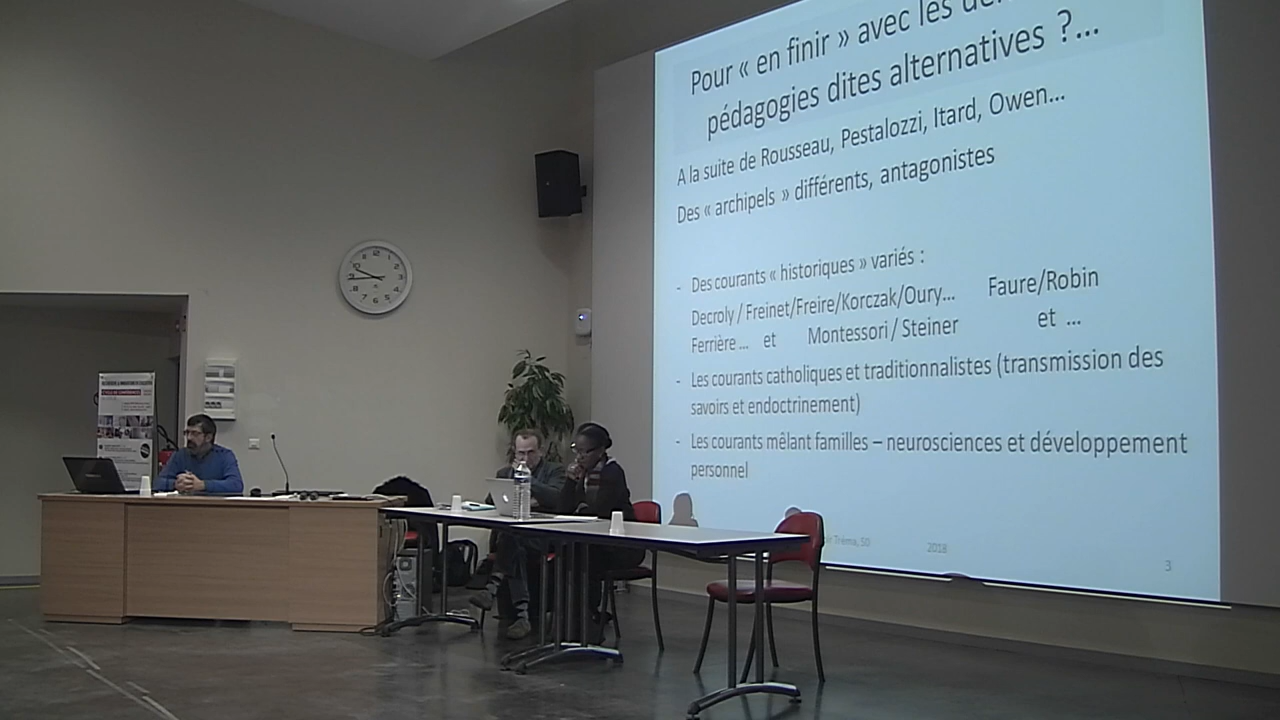 Pour « en finir » avec les
pédagogies dites alternatives ?...
A la suite de Rousseau, Pestalozzi, Itard, Owen...
Des « archipels » différents, antagonistes
- Des courants « historiques » variés :
Decroly / Freinet/Freire/Korczak/Oury... Faure/Robin
Ferrière ... et Montessori / Steiner et ...
- Les courants catholiques et traditionnalistes (transmission des
savoirs et endoctrinement)
- Les courants mêlant familles – neurosciences et développement
personnel
Tréma, 50 2018
3